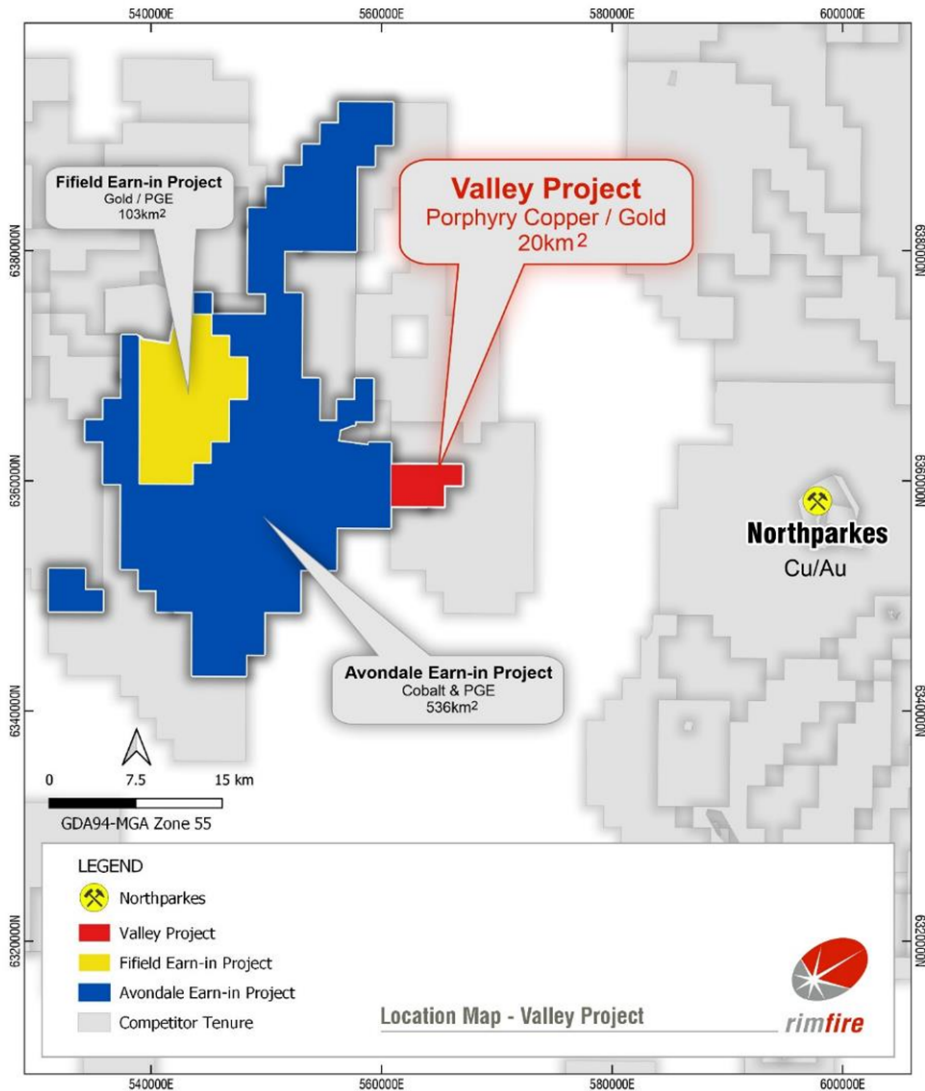 540000E
560000E
580000E
600000E
Fifield Earn-in Project
Gold / PGE
103km²
Valley Project
Porphyry Copper / Gold
20km²
6380000N
6380000N
6360000N
6360000N
Northparkes
Cu/Au
Avondale Earn-in Project
Cobalt & PGE
536km²
6340000N
6340000N
0 7.5 15 km
GDA94-MGA Zone 55
LEGEND
Northparkes
Valley Project
Fifield Earn-in Project
Avondale Earn-in Project
Competitor Tenure
6320000N
6320000N
Location Map - Valley Project
rimfire
540000E
560000E
580000E
600000E